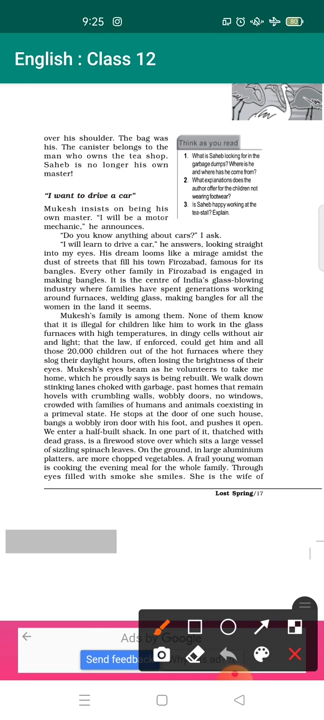 9:25
80
English : Class 12
over his shoulder. The bag was
his. The canister belongs to the
man who owns the tea shop.
Saheb is no longer his own
master!
Think as you read
1. What is Saheb looking for in the
garbage dumps? Where is he
and where has he come from?
2. What explanations does the
author offer for the children not
wearing footwear?
3. Is Saheb happy working at the
tea-stall? Explain.
"I want to drive a car"
Mukesh insists on being his
own master. "I will be a motor
mechanic," he announces.
"Do you know anything about cars?" I ask.
"I will learn to drive a car," he answers, looking straight
into my eyes. His dream looms like a mirage amidst the
dust of streets that fill his town Firozabad, famous for its
bangles. Every other family in Firozabad is engaged in
making bangles. It is the centre of India's glass-blowing
industry where families have spent generations working
around furnaces, welding glass, making bangles for all the
women in the land it seems.
Mukesh's family is among them. None of them know
that it is illegal for children like him to work in the glass
furnaces with high temperatures, in dingy cells without air
and light; that the law, if enforced, could get him and all
those 20,000 children out of the hot furnaces where they
slog their daylight hours, often losing the brightness of their
eyes. Mukesh's eyes beam as he volunteers to take me
home, which he proudly says is being rebuilt. We walk down
stinking lanes choked with garbage, past homes that remain
hovels with crumbling walls, wobbly doors, no windows,
crowded with families of humans and animals coexisting in
a primeval state. He stops at the door of one such house,
bangs a wobbly iron door with his foot, and pushes it open.
We enter a half-built shack. In one part of it, thatched with
dead grass, is a firewood stove over which sits a large vessel
of sizzling spinach leaves. On the ground, in large aluminium
platters, are more chopped vegetables. A frail young woman
is cooking the evening meal for the whole family. Through
eyes filled with smoke she smiles. She is the wife of
Lost Spring/17
Ads by Google
Send feedback